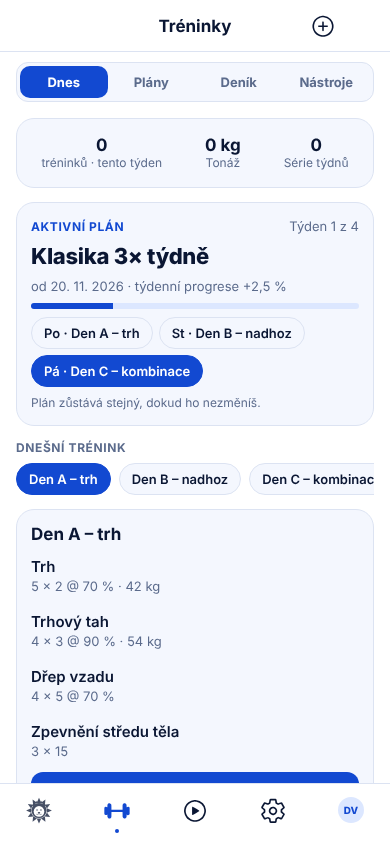 Tréninky
Dnes
Plány
Deník
Nástroje
0
tréninků · tento týden
0 kg
Tonáž
0
Série týdnů
AKTIVNÍ PLÁN
Týden 1 z 4
Klasika 3× týdně
od 20. 11. 2026 · týdenní progrese +2,5 %
Po · Den A – trh
St · Den B – nadhoz
Pá · Den C – kombinace
Plán zůstává stejný, dokud ho nezměníš.
DNEŠNÍ TRÉNINK
Den A – trh
Den B – nadhoz
Den C – kombinac
Den A – trh
Trh
5 × 2 @ 70 % · 42 kg
Trhový tah
4 × 3 @ 90 % · 54 kg
Dřep vzadu
4 × 5 @ 70 %
Zpevnění středu těla
3 × 15
DV